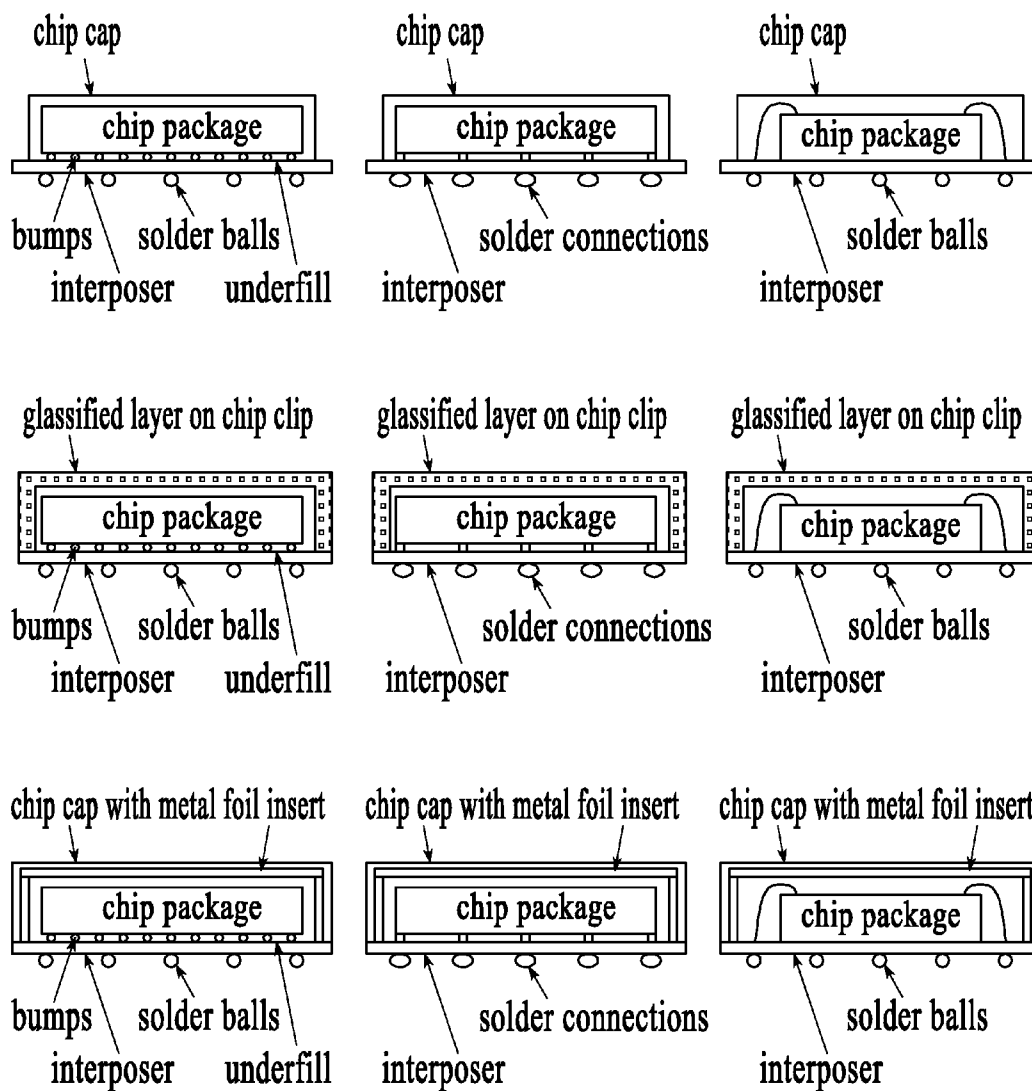 chip cap
chip cap
chip cap
chip package
chip package
chip package
bumps
solder balls
interposer
underfill
solder connections
interposer
solder balls
interposer
glassified layer on chip clip
glassified layer on chip clip
glassified layer on chip clip
chip package
chip package
chip package
bumps
solder balls
interposer
underfill
solder connections
interposer
solder balls
interposer
chip cap with metal foil insert
chip cap with metal foil insert
chip cap with metal foil insert
chip package
chip package
chip package
bumps
solder balls
interposer
underfill
solder connections
interposer
solder balls
interposer